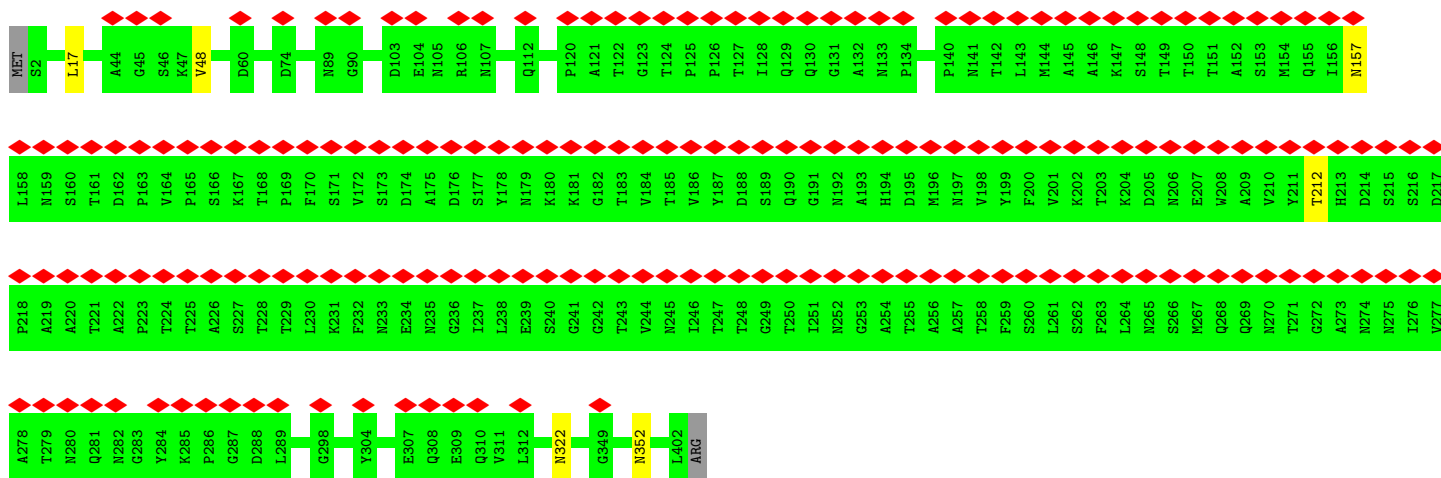 MET S2 L17 A44 G45 S46 K47 V48 D60 D74 N89 G90 D103 E104 N105 R106 N107 Q112 P120 A121 T122 G123 T124 P125 P126 T127 I128 Q129 Q130 G131 A132 N133 P134 P140 N141 T142 L143 M144 A145 A146 K147 S148 T149 T150 T151 A152 S153 M154 Q155 I156 N157
L158 N159 S160 T161 D162 P163 V164 P165 S166 K167 T168 P169 F170 S171 V172 S173 D174 A175 D176 S177 Y178 N179 K180 K181 G182 T183 V184 T185 V186 Y187 D188 S189 Q190 G191 N192 A193 H194 D195 M196 N197 V198 Y199 F200 V201 K202 T203 K204 D205 N206 E207 W208 A209 V210 Y211 T212 H213 D214 S215 S216 D217
P218 A219 A220 T221 A222 P223 T224 T225 A226 S227 T228 T229 L230 K231 F232 N233 E234 N235 G236 I237 L238 E239 S240 G241 G242 T243 V244 N245 I246 T247 T248 G249 T250 I251 N252 G253 A254 T255 A256 A257 T258 F259 S260 L261 S262 F263 L264 N265 S266 M267 Q268 Q269 N270 T271 G272 A273 N274 N275 I276 V277
A278 T279 N280 Q281 N282 G283 Y284 K285 P286 G287 D288 L289 G298 Y304 E307 Q308 E309 Q310 V311 L312 N322 G349 N352 L402 ARG